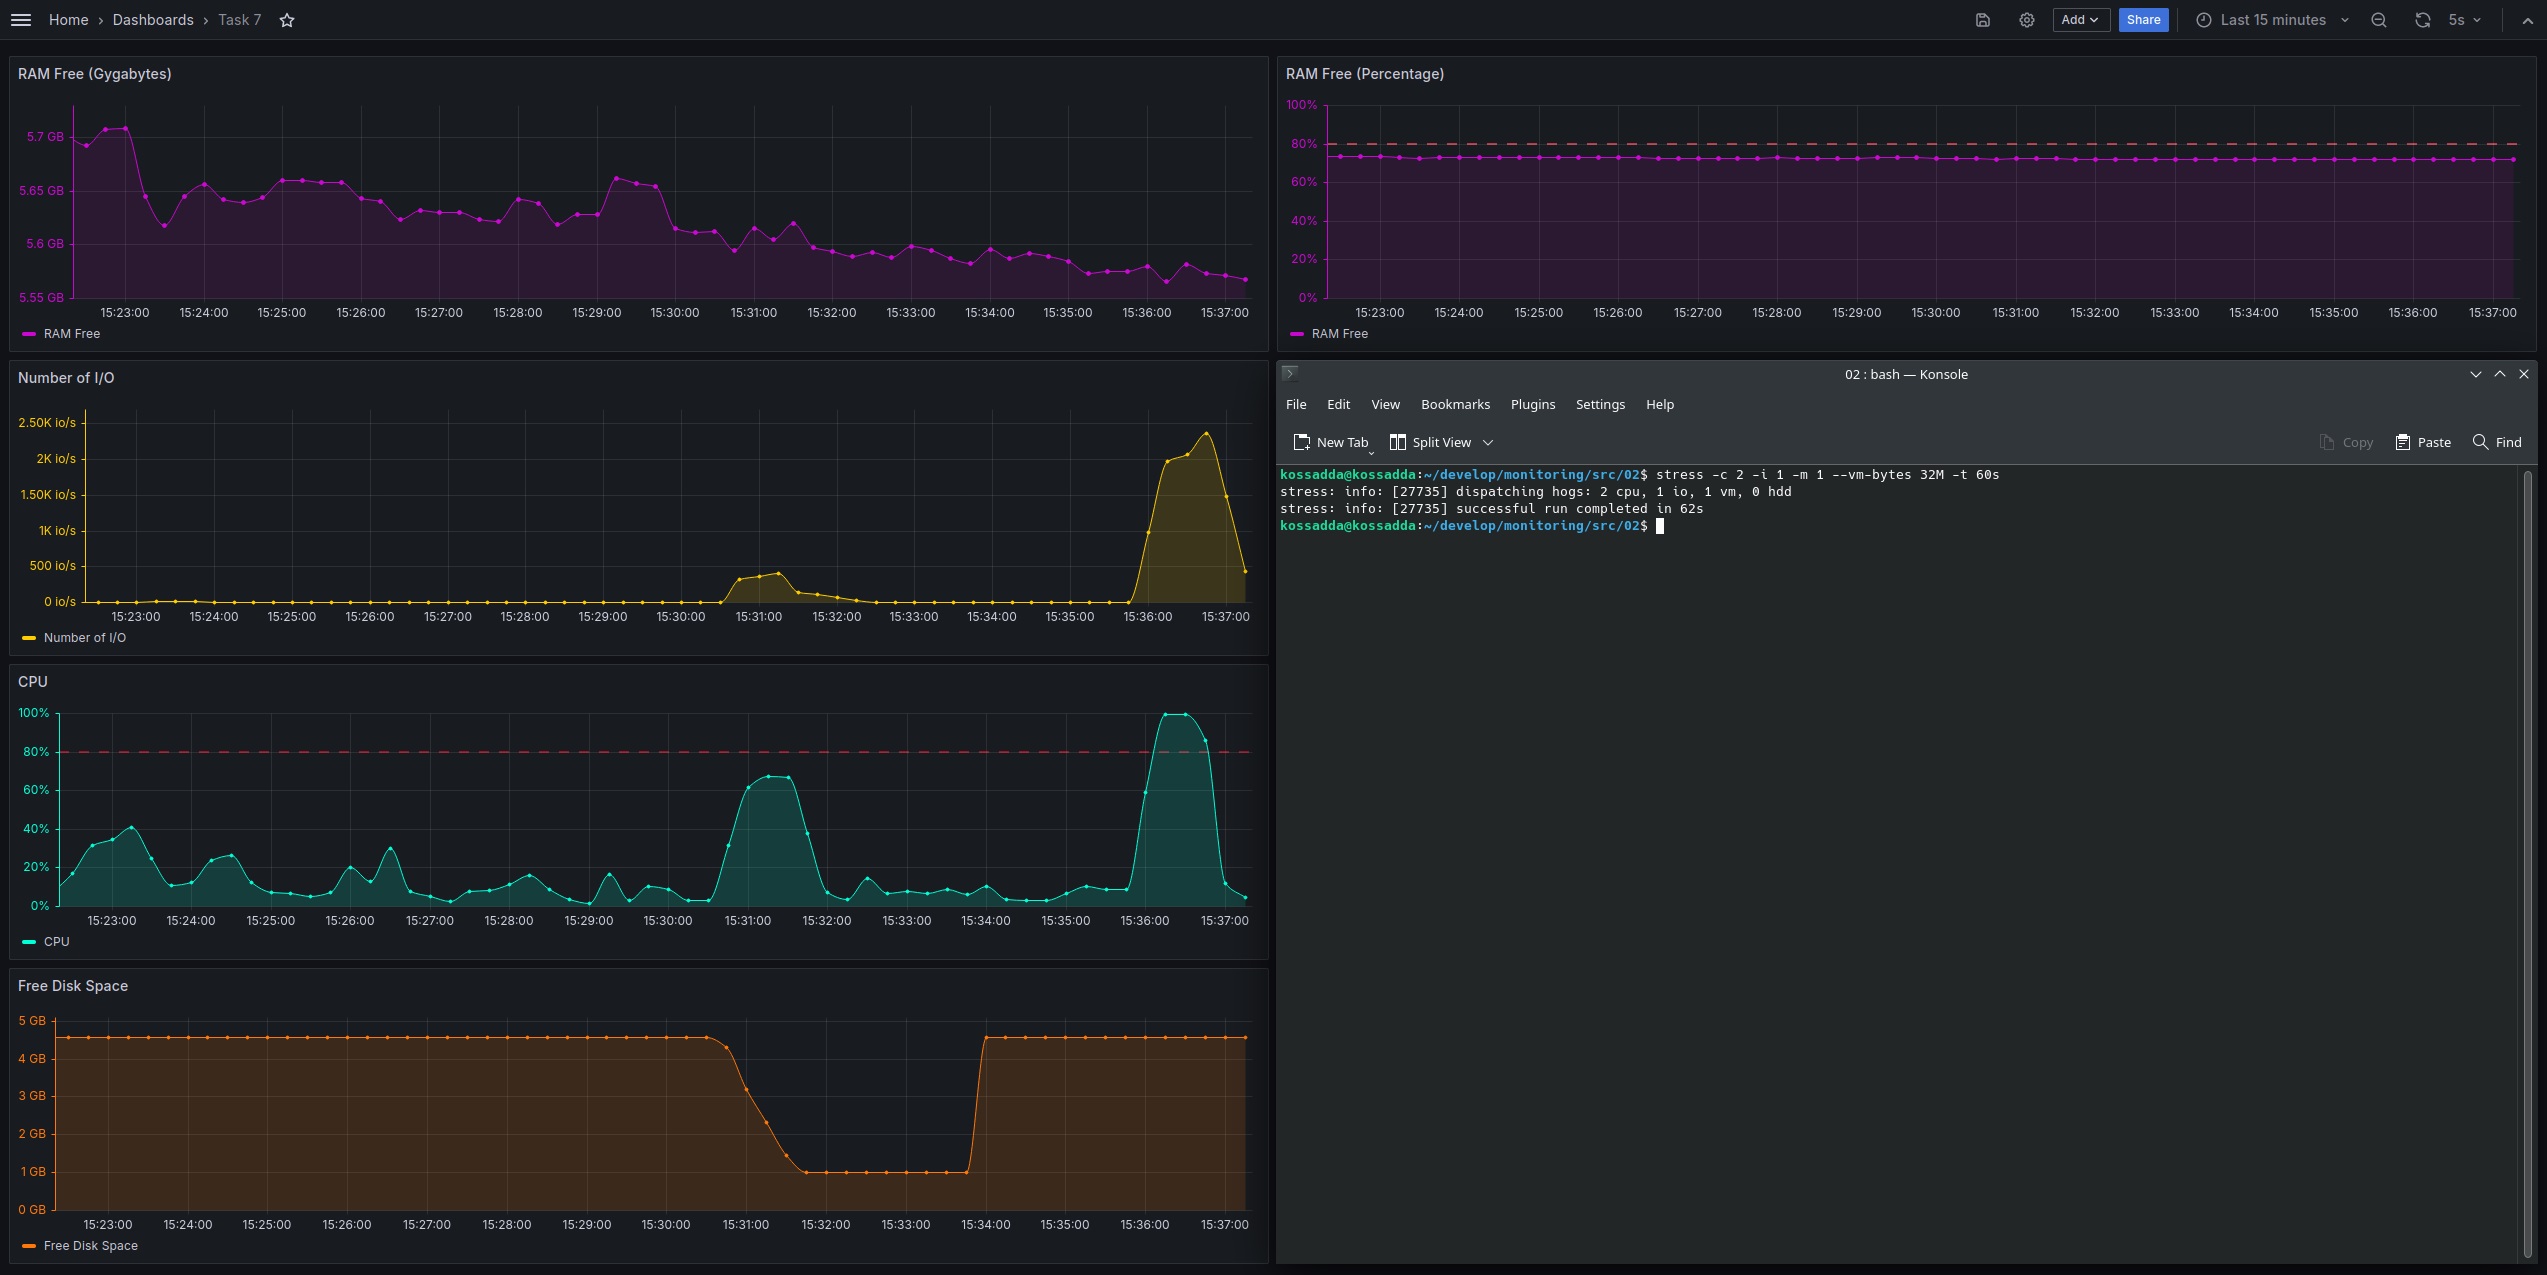 Home › Dashboards › Task 7
Add
Share
Last 15 minutes
5s
RAM Free (Gygabytes)
5.7 GB
5.65 GB
5.6 GB
5.55 GB
15:23:00 15:24:00 15:25:00 15:26:00 15:27:00 15:28:00 15:29:00 15:30:00 15:31:00 15:32:00 15:33:00 15:34:00 15:35:00 15:36:00 15:37:00
RAM Free
RAM Free (Percentage)
100%
80%
60%
40%
20%
0%
15:23:00 15:24:00 15:25:00 15:26:00 15:27:00 15:28:00 15:29:00 15:30:00 15:31:00 15:32:00 15:33:00 15:34:00 15:35:00 15:36:00 15:37:00
RAM Free
Number of I/O
2.50K io/s
2K io/s
1.50K io/s
1K io/s
500 io/s
0 io/s
15:23:00 15:24:00 15:25:00 15:26:00 15:27:00 15:28:00 15:29:00 15:30:00 15:31:00 15:32:00 15:33:00 15:34:00 15:35:00 15:36:00 15:37:00
Number of I/O
02 : bash — Konsole
File Edit View Bookmarks Plugins Settings Help
New Tab Split View Copy Paste Find
kossadda@kossadda:~/develop/monitoring/src/02$ stress -c 2 -i 1 -m 1 --vm-bytes 32M -t 60s
stress: info: [27735] dispatching hogs: 2 cpu, 1 io, 1 vm, 0 hdd
stress: info: [27735] successful run completed in 62s
kossadda@kossadda:~/develop/monitoring/src/02$
CPU
100%
80%
60%
40%
20%
0%
15:23:00 15:24:00 15:25:00 15:26:00 15:27:00 15:28:00 15:29:00 15:30:00 15:31:00 15:32:00 15:33:00 15:34:00 15:35:00 15:36:00 15:37:00
CPU
Free Disk Space
5 GB
4 GB
3 GB
2 GB
1 GB
0 GB
15:23:00 15:24:00 15:25:00 15:26:00 15:27:00 15:28:00 15:29:00 15:30:00 15:31:00 15:32:00 15:33:00 15:34:00 15:35:00 15:36:00 15:37:00
Free Disk Space